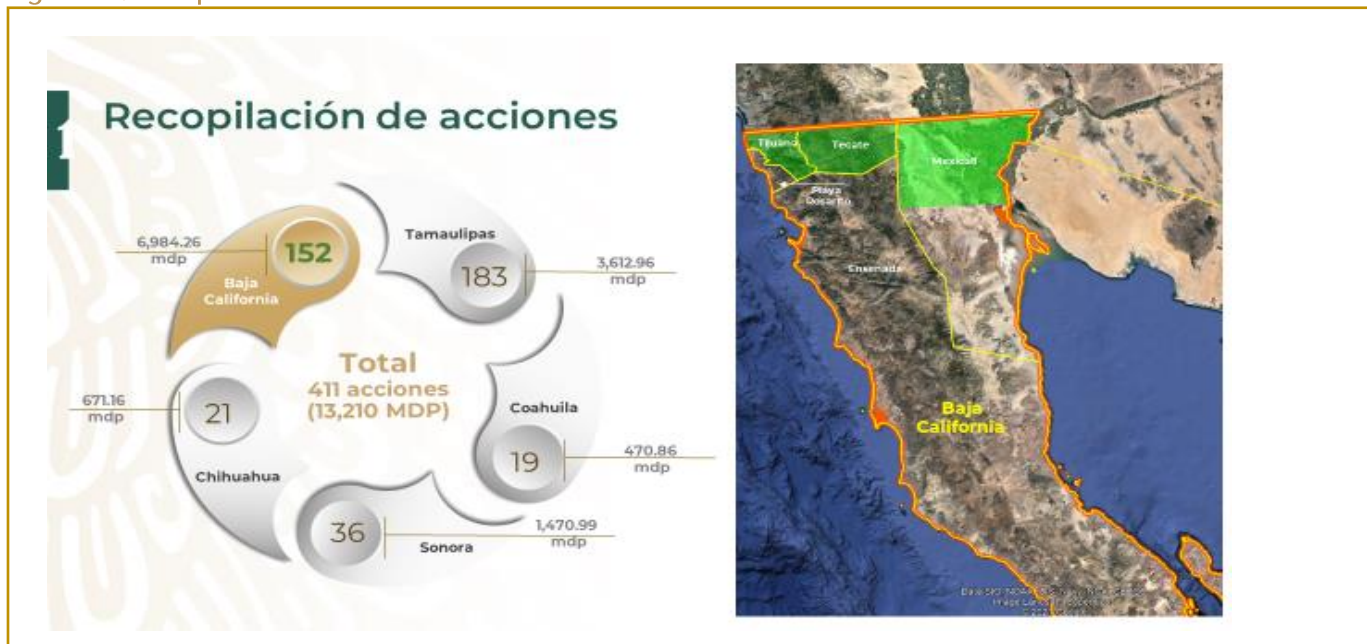 Recopilación de acciones
6,984.26
mdp
152
Baja
California
Tamaulipas
183
3,612.96
mdp
Total
411 acciones
(13,210 MDP)
671.16
mdp
21
Chihuahua
Coahuila
19
470.86
mdp
36
Sonora
1,470.99
mdp
Tijuana
Tecate
Mexicali
Playa
Rosarito
Ensenada
Baja
California